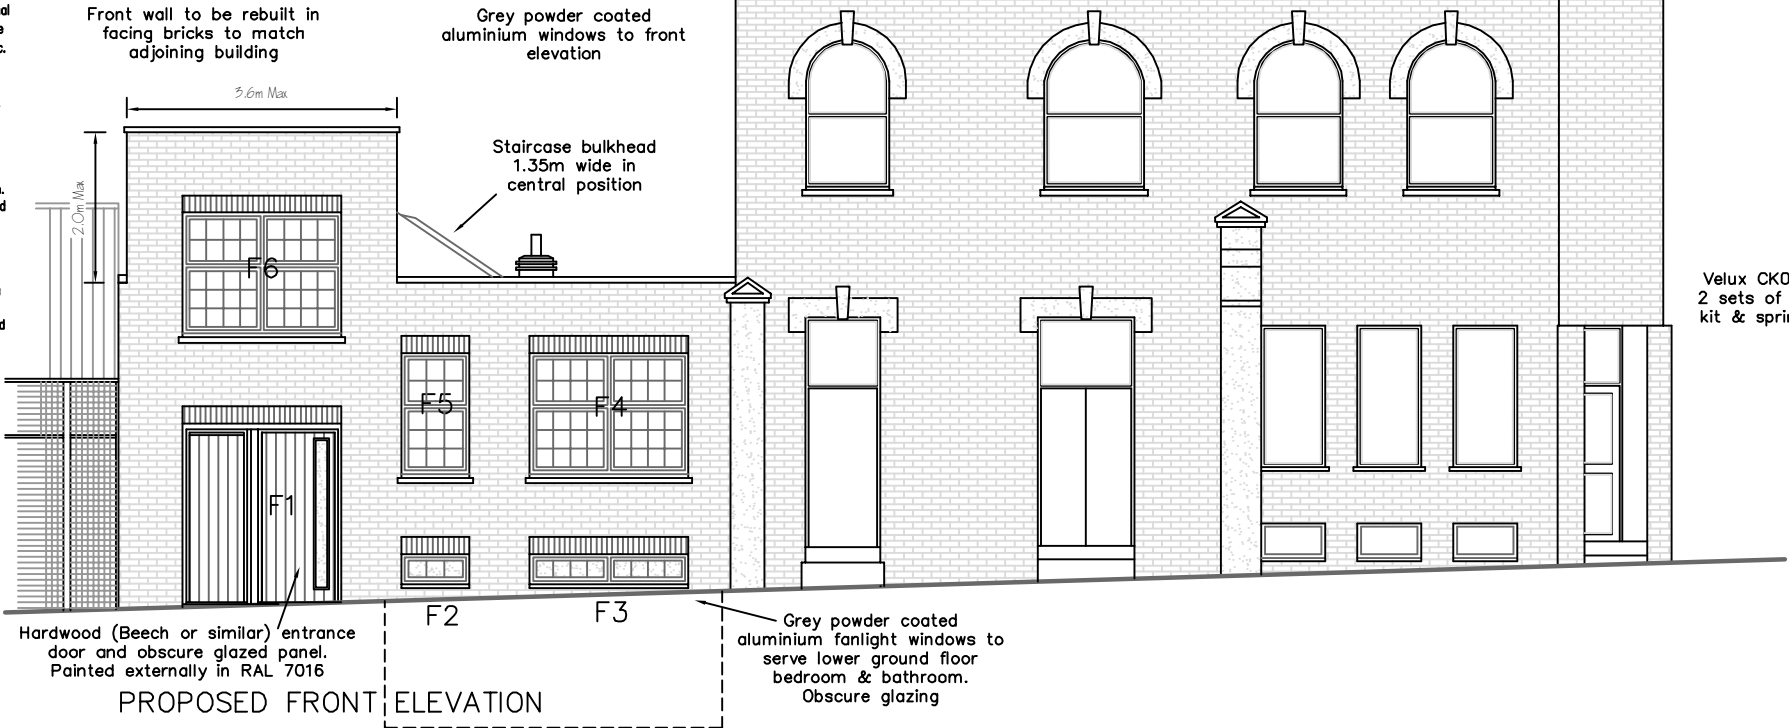 Front wall to be rebuilt in
facing bricks to match
adjoining building
Grey powder coated
aluminium windows to front
elevation
3.6m Max
2.0m Max
Staircase bulkhead
1.35m wide in
central position
F6
F5
F4
F1
F2
F3
Velux
2 sets of
kit &
Hardwood (Beech or similar) entrance
door and obscure glazed panel.
Painted externally in RAL 7016
Grey powder coated
aluminium fanlight windows to
serve lower ground floor
bedroom & bathroom.
Obscure glazing
PROPOSED FRONT ELEVATION